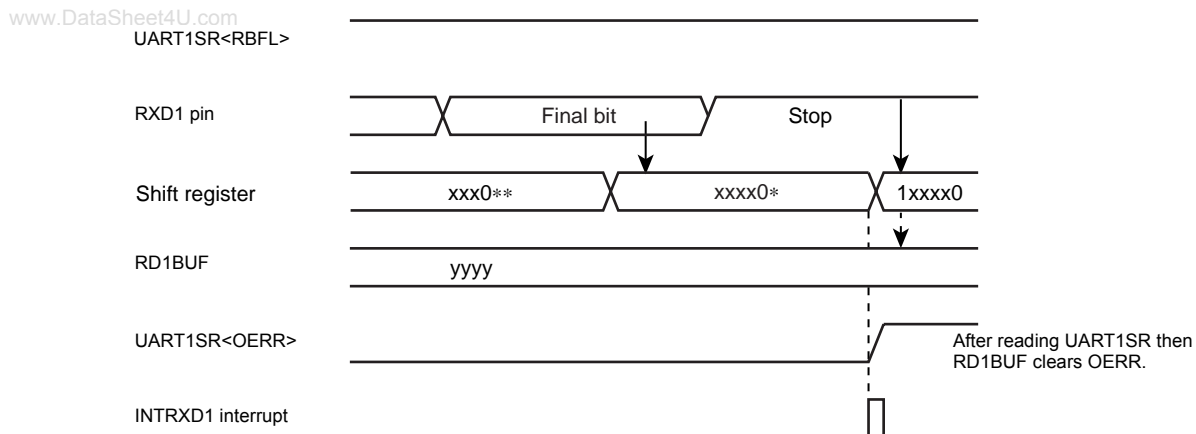 www.DataSheet4U.com
UART1SR<RBFL>
RXD1 pin
Final bit
Stop
Shift register
xxx0**
xxxx0*
1xxxx0
RD1BUF
yyyy
UART1SR<OERR>
After reading UART1SR then
RD1BUF clears OERR.
INTRXD1 interrupt